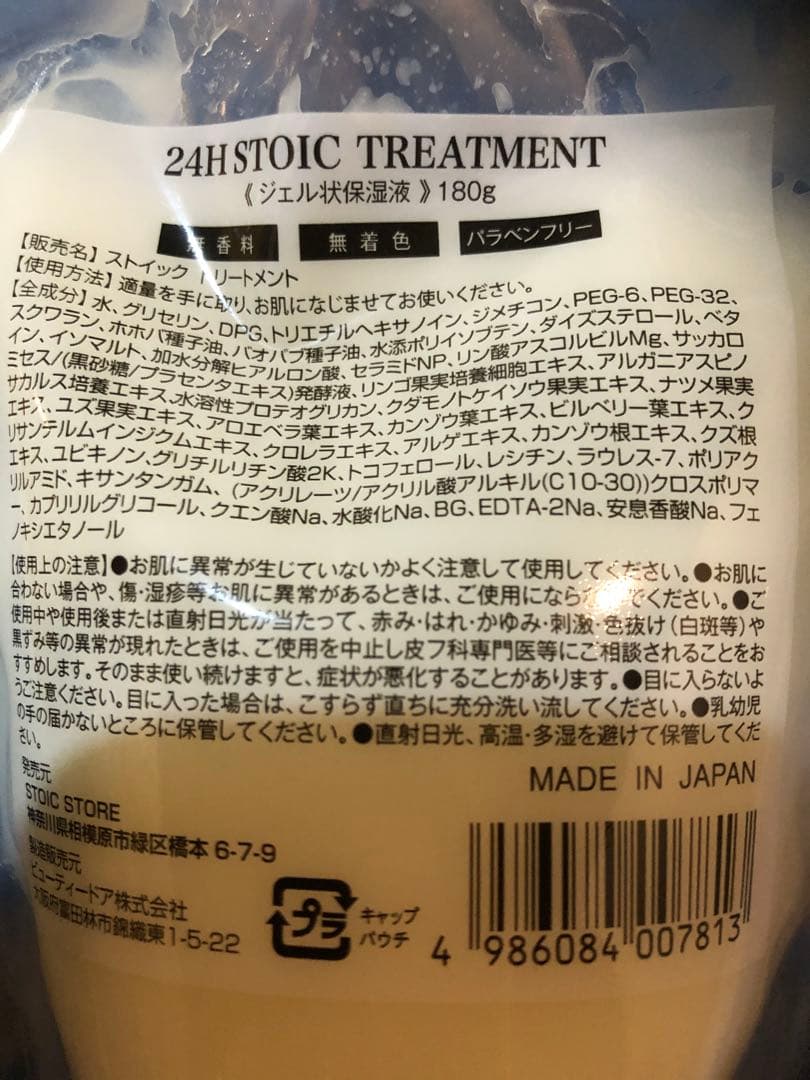 24H STOIC TREATMENT
《ジェル状保湿液》180g
無香料 無着色 パラベンフリー
【販売名】ストイック トリートメント
【使用方法】適量を手に取り、お肌になじませてお使いください。
【全成分】水、グリセリン、DPG、トリエチルヘキサノイン、ジメチコン、PEG-6、PEG-32、
スクワラン、ホホバ種子油、バオバブ種子油、水添ポリイソブテン、ダイズステロール、ベタ
イン、イソマルト、加水分解ヒアルロン酸、セラミドNP、リン酸アスコルビルMg、サッカロ
ミセス/(黒砂糖/プラセンタエキス)発酵液、リンゴ果実培養細胞エキス、アルガニアスピノ
サカルス培養エキス、水溶性プロテオグリカン、クダモノトケイソウ果実エキス、ナツメ果実
エキス、ユズ果実エキス、アロエベラ葉エキス、カンゾウ葉エキス、ビルベリー葉エキス、ク
リサンテルムインジクムエキス、クロレラエキス、アルゲエキス、カンゾウ根エキス、クズ根
エキス、ユビキノン、グリチルリチン酸2K、トコフェロール、レシチン、ラウレス-7、ポリアク
リルアミド、キサンタンガム、(アクリレーツ/アクリル酸アルキル(C10-30))クロスポリマ
ー、カプリリルグリコール、クエン酸Na、水酸化Na、BG、EDTA-2Na、安息香酸Na、フェ
ノキシエタノール
【使用上の注意】●お肌に異常が生じていないかよく注意して使用してください。●お肌に
合わない場合や、傷・湿疹等お肌に異常があるときは、ご使用にならないでください。●ご
使用中や使用後または直射日光が当たって、赤み・はれ・かゆみ・刺激・色抜け(白斑等)や
黒ずみ等の異常が現れたときは、ご使用を中止し皮フ科専門医等にご相談されることをお
すすめします。そのまま使い続けますと、症状が悪化することがあります。●目に入らないよ
うご注意ください。目に入った場合は、こすらず直ちに充分洗い流してください。●乳幼児
の手の届かないところに保管してください。●直射日光、高温・多湿を避けて保管してくだ
さい。
発売元
STOIC STORE
神奈川県相模原市緑区橋本 6-7-9
製造販売元
ビューティードア株式会社
大阪府富田林市錦織東1-5-22
MADE IN JAPAN
プラ
キャップ
パウチ
4 986084 007813